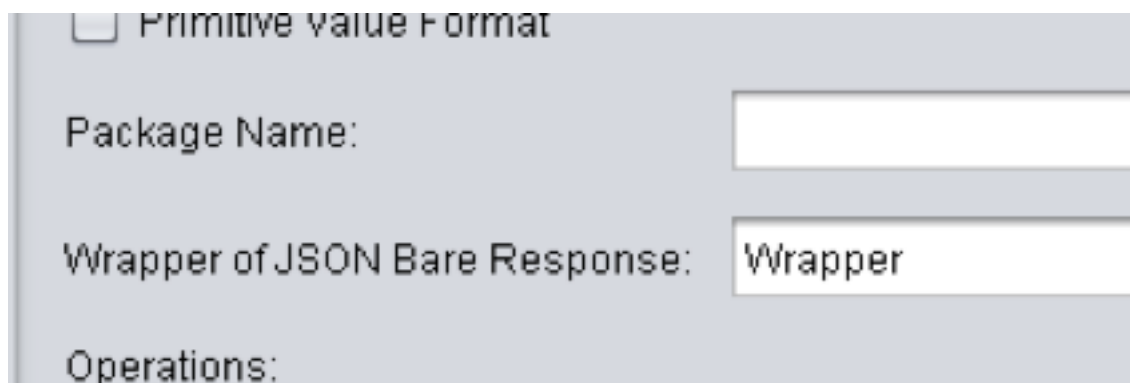 Primitive Value Format
Package Name:
Wrapper of JSON Bare Response: Wrapper
Operations: